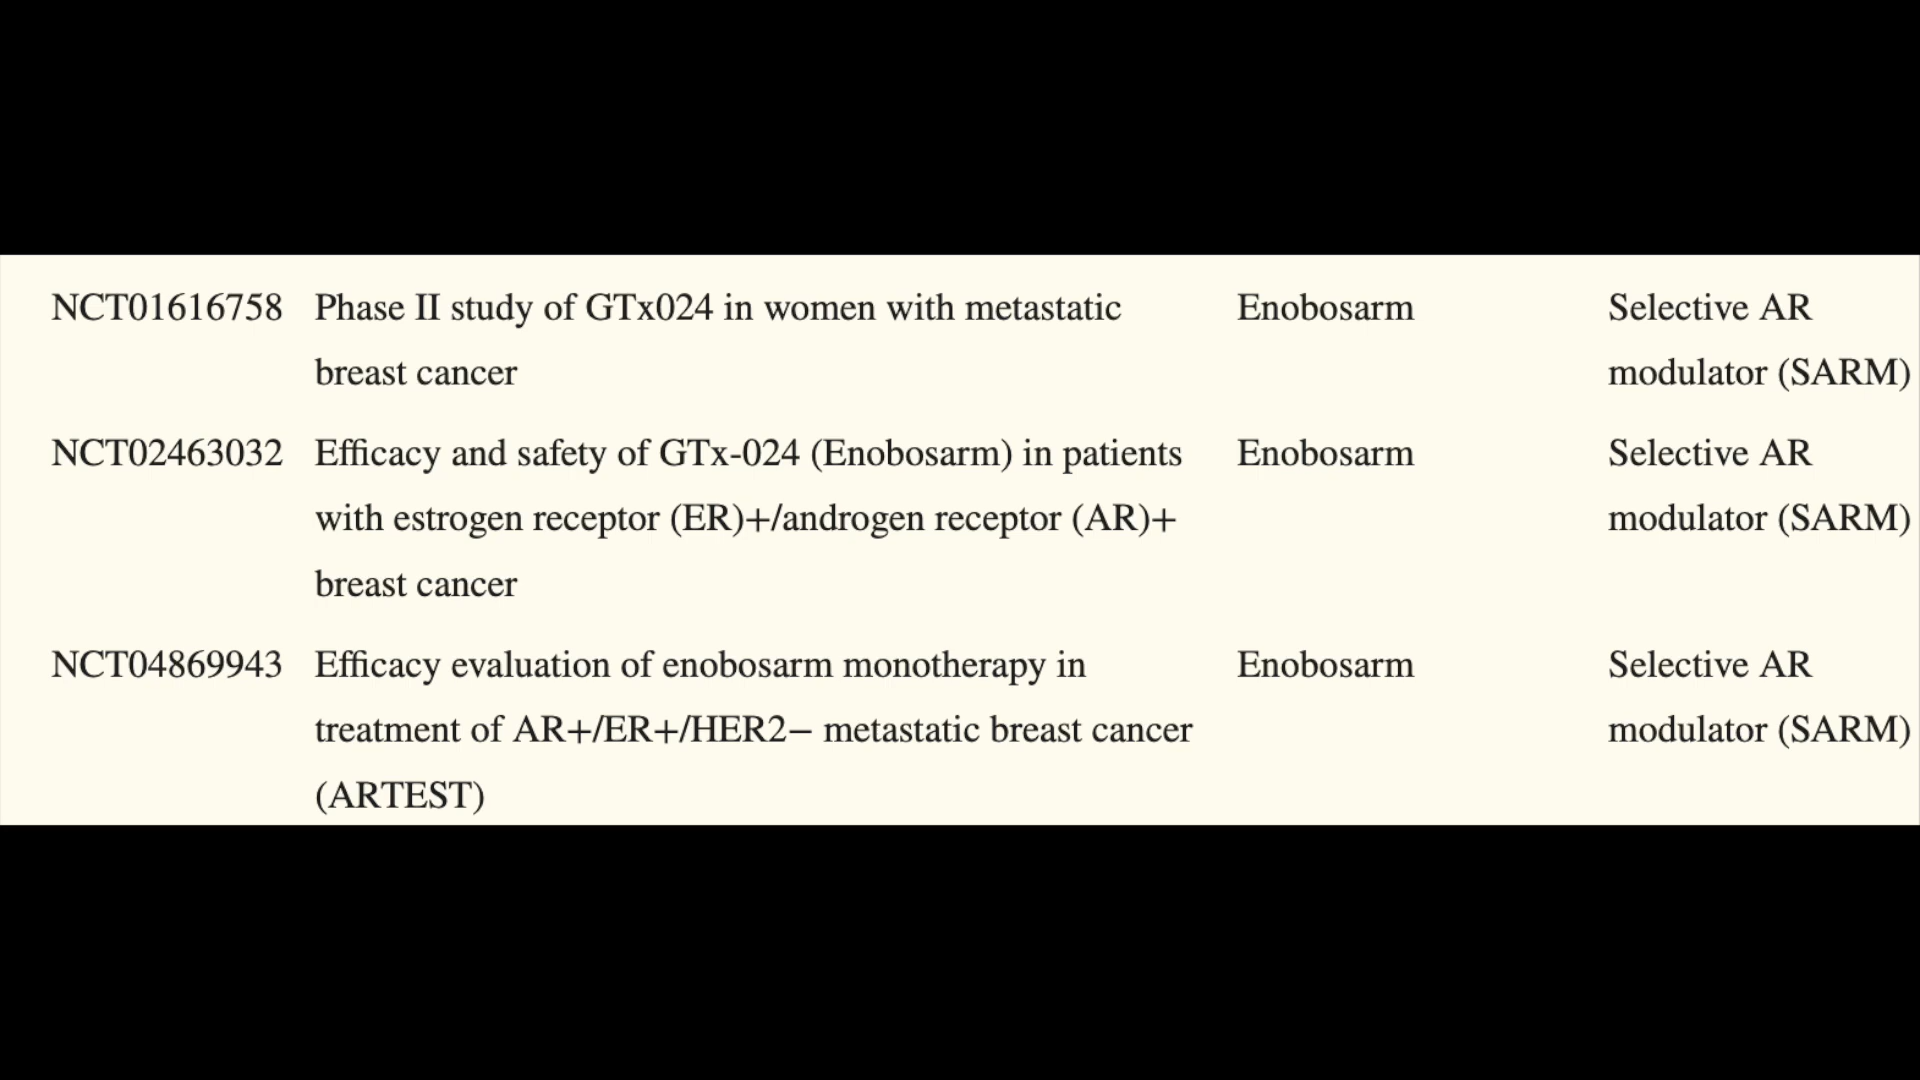 NCT01616758 Phase II study of GTx024 in women with metastatic Enobosarm Selective AR
breast cancer modulator (SARM)
NCT02463032 Efficacy and safety of GTx-024 (Enobosarm) in patients Enobosarm Selective AR
with estrogen receptor (ER)+/androgen receptor (AR)+ modulator (SARM)
breast cancer
NCT04869943 Efficacy evaluation of enobosarm monotherapy in Enobosarm Selective AR
treatment of AR+/ER+/HER2− metastatic breast cancer modulator (SARM)
(ARTEST)